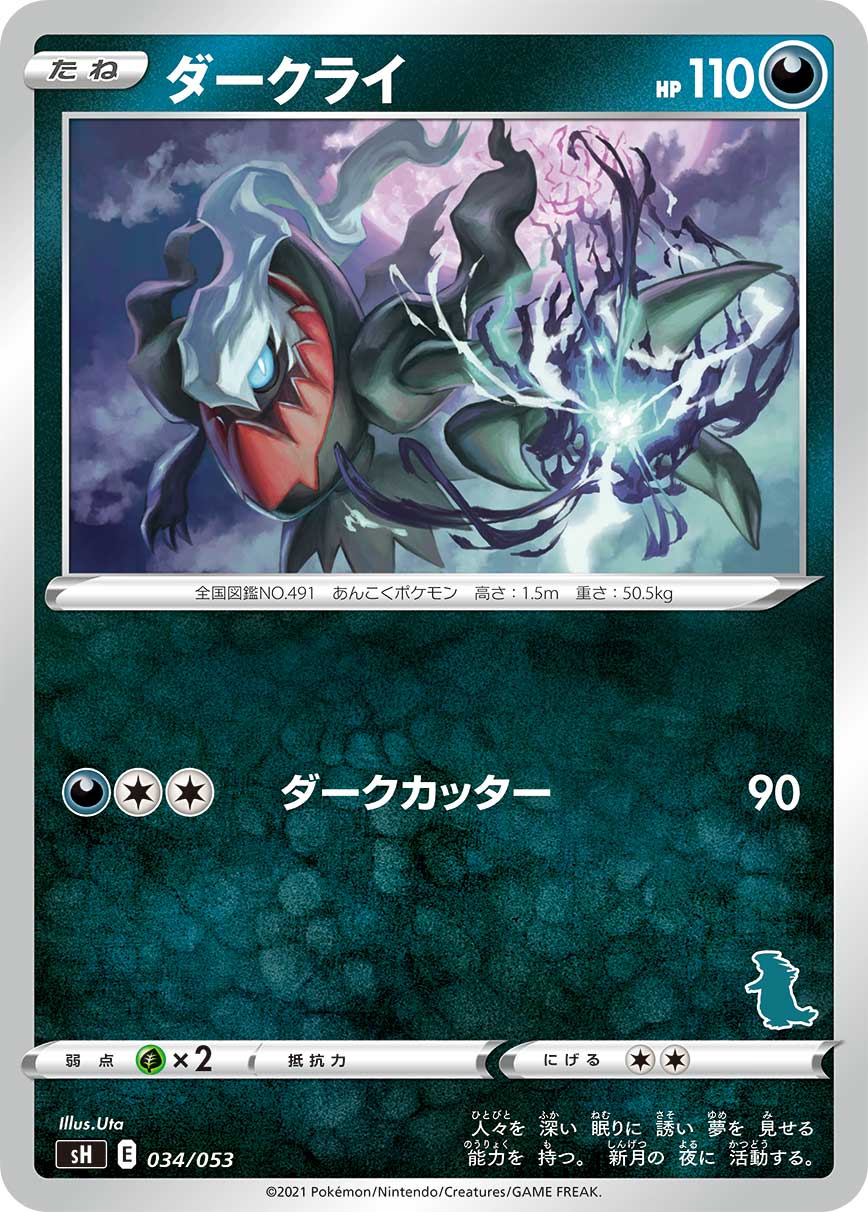 たね ダークライ HP 110
全国図鑑NO.491 あんこくポケモン 高さ:1.5m 重さ:50.5kg
ダークカッター 90
弱点 ×2 抵抗力 にげる
Illus.Uta
人々を 深い 眠りに 誘い 夢を 見せる
能力を 持つ。 新月の 夜に 活動する。
sH E 034/053
©2021 Pokémon/Nintendo/Creatures/GAME FREAK.